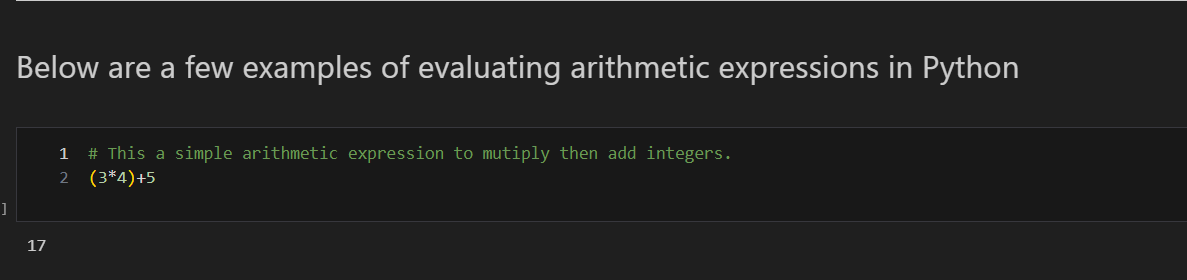 Below are a few examples of evaluating arithmetic expressions in Python
1 # This a simple arithmetic expression to mutiply then add integers.
2 (3*4)+5
]
17